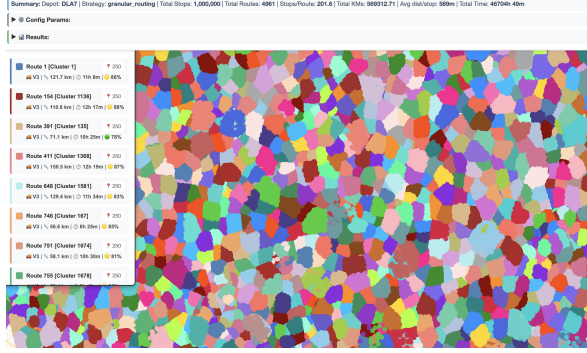 Summary: Depot: DLA7 | Strategy: granular_routing | Total Stops: 1,000,000 | Total Routes: 4961 | Stops/Route: 201.6 | Total KMs: 569312.71 | Avg dist/stop: 569m | Total Time: 46704h 49m
Config Params:
Results:
Route 1 [Cluster 1] 250
V3 | 121.7 km | 11h 8m | 86%
Route 154 [Cluster 1136] 250
V3 | 110.8 km | 12h 17m | 88%
Route 391 [Cluster 135] 250
V3 | 71.1 km | 10h 25m | 78%
Route 411 [Cluster 1368] 250
V3 | 150.5 km | 12h 19m | 87%
Route 648 [Cluster 1581] 250
V3 | 128.4 km | 11h 34m | 83%
Route 746 [Cluster 167] 250
V3 | 56.6 km | 8h 25m | 85%
Route 751 [Cluster 1674] 250
V3 | 58.1 km | 10h 30m | 81%
Route 755 [Cluster 1678] 250